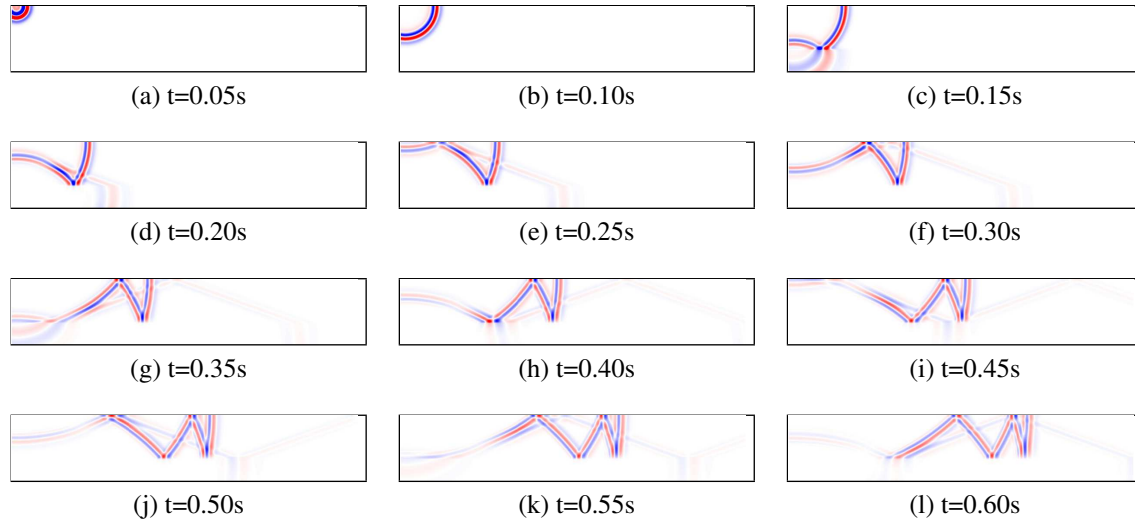 (a) t=0.05s (b) t=0.10s (c) t=0.15s
(d) t=0.20s (e) t=0.25s (f) t=0.30s
(g) t=0.35s (h) t=0.40s (i) t=0.45s
(j) t=0.50s (k) t=0.55s (l) t=0.60s